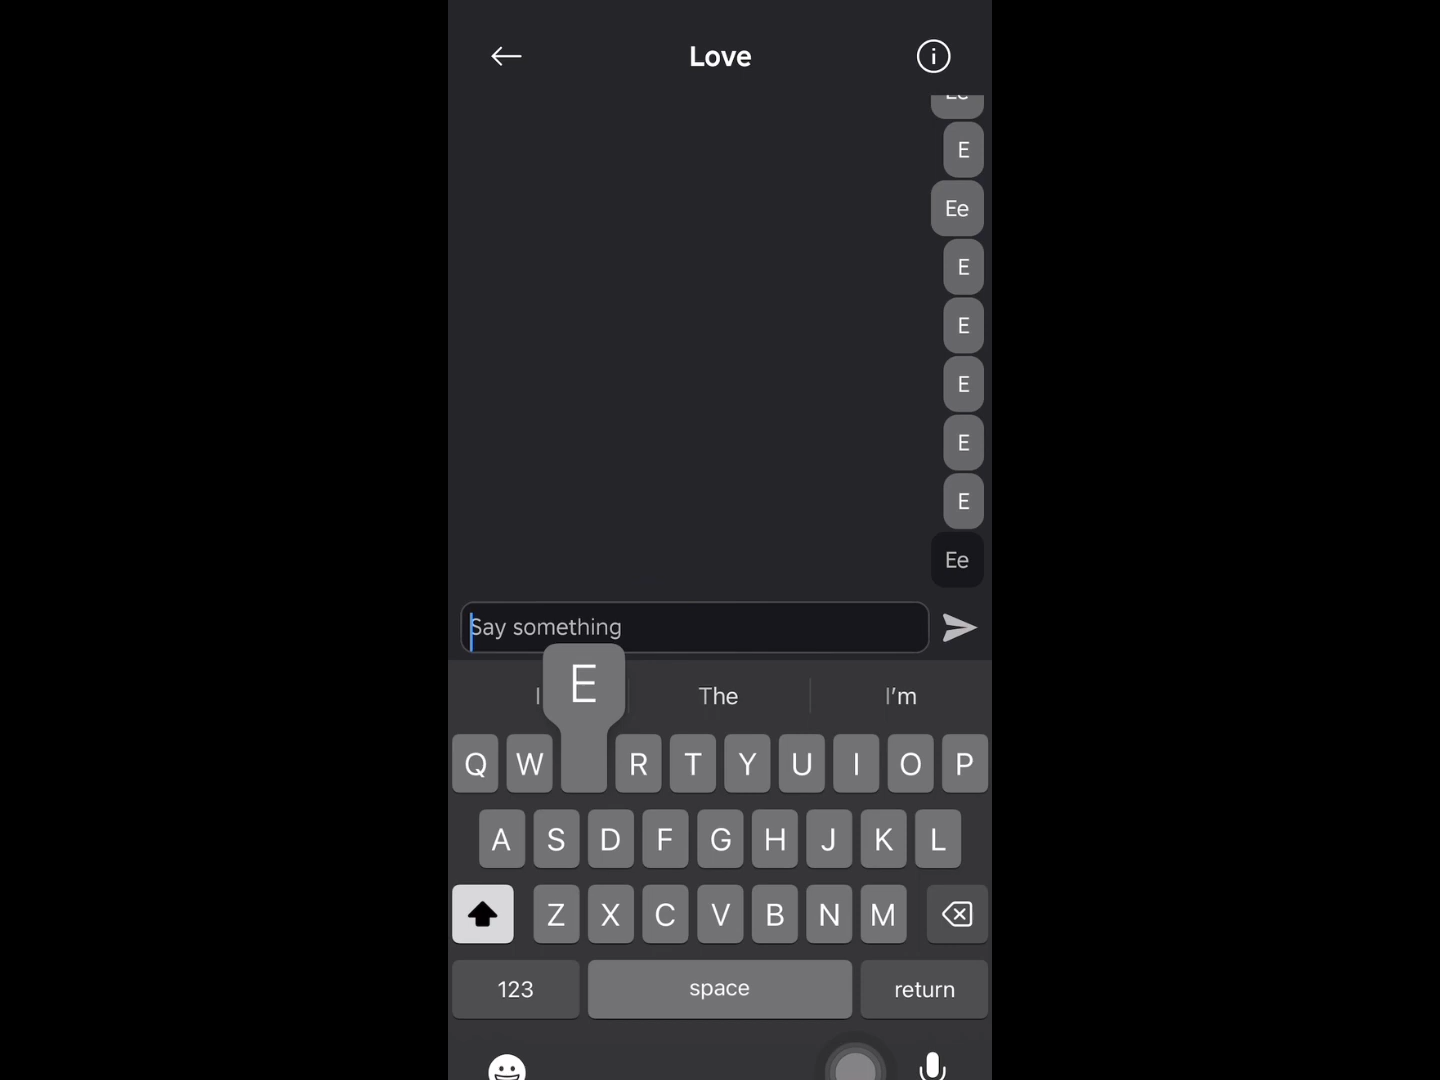 Love
E
Ee
E
E
E
E
E
Ee
Say something
E
The
I'm
Q W R T Y U I O P
A S D F G H J K L
Z X C V B N M
123 space return